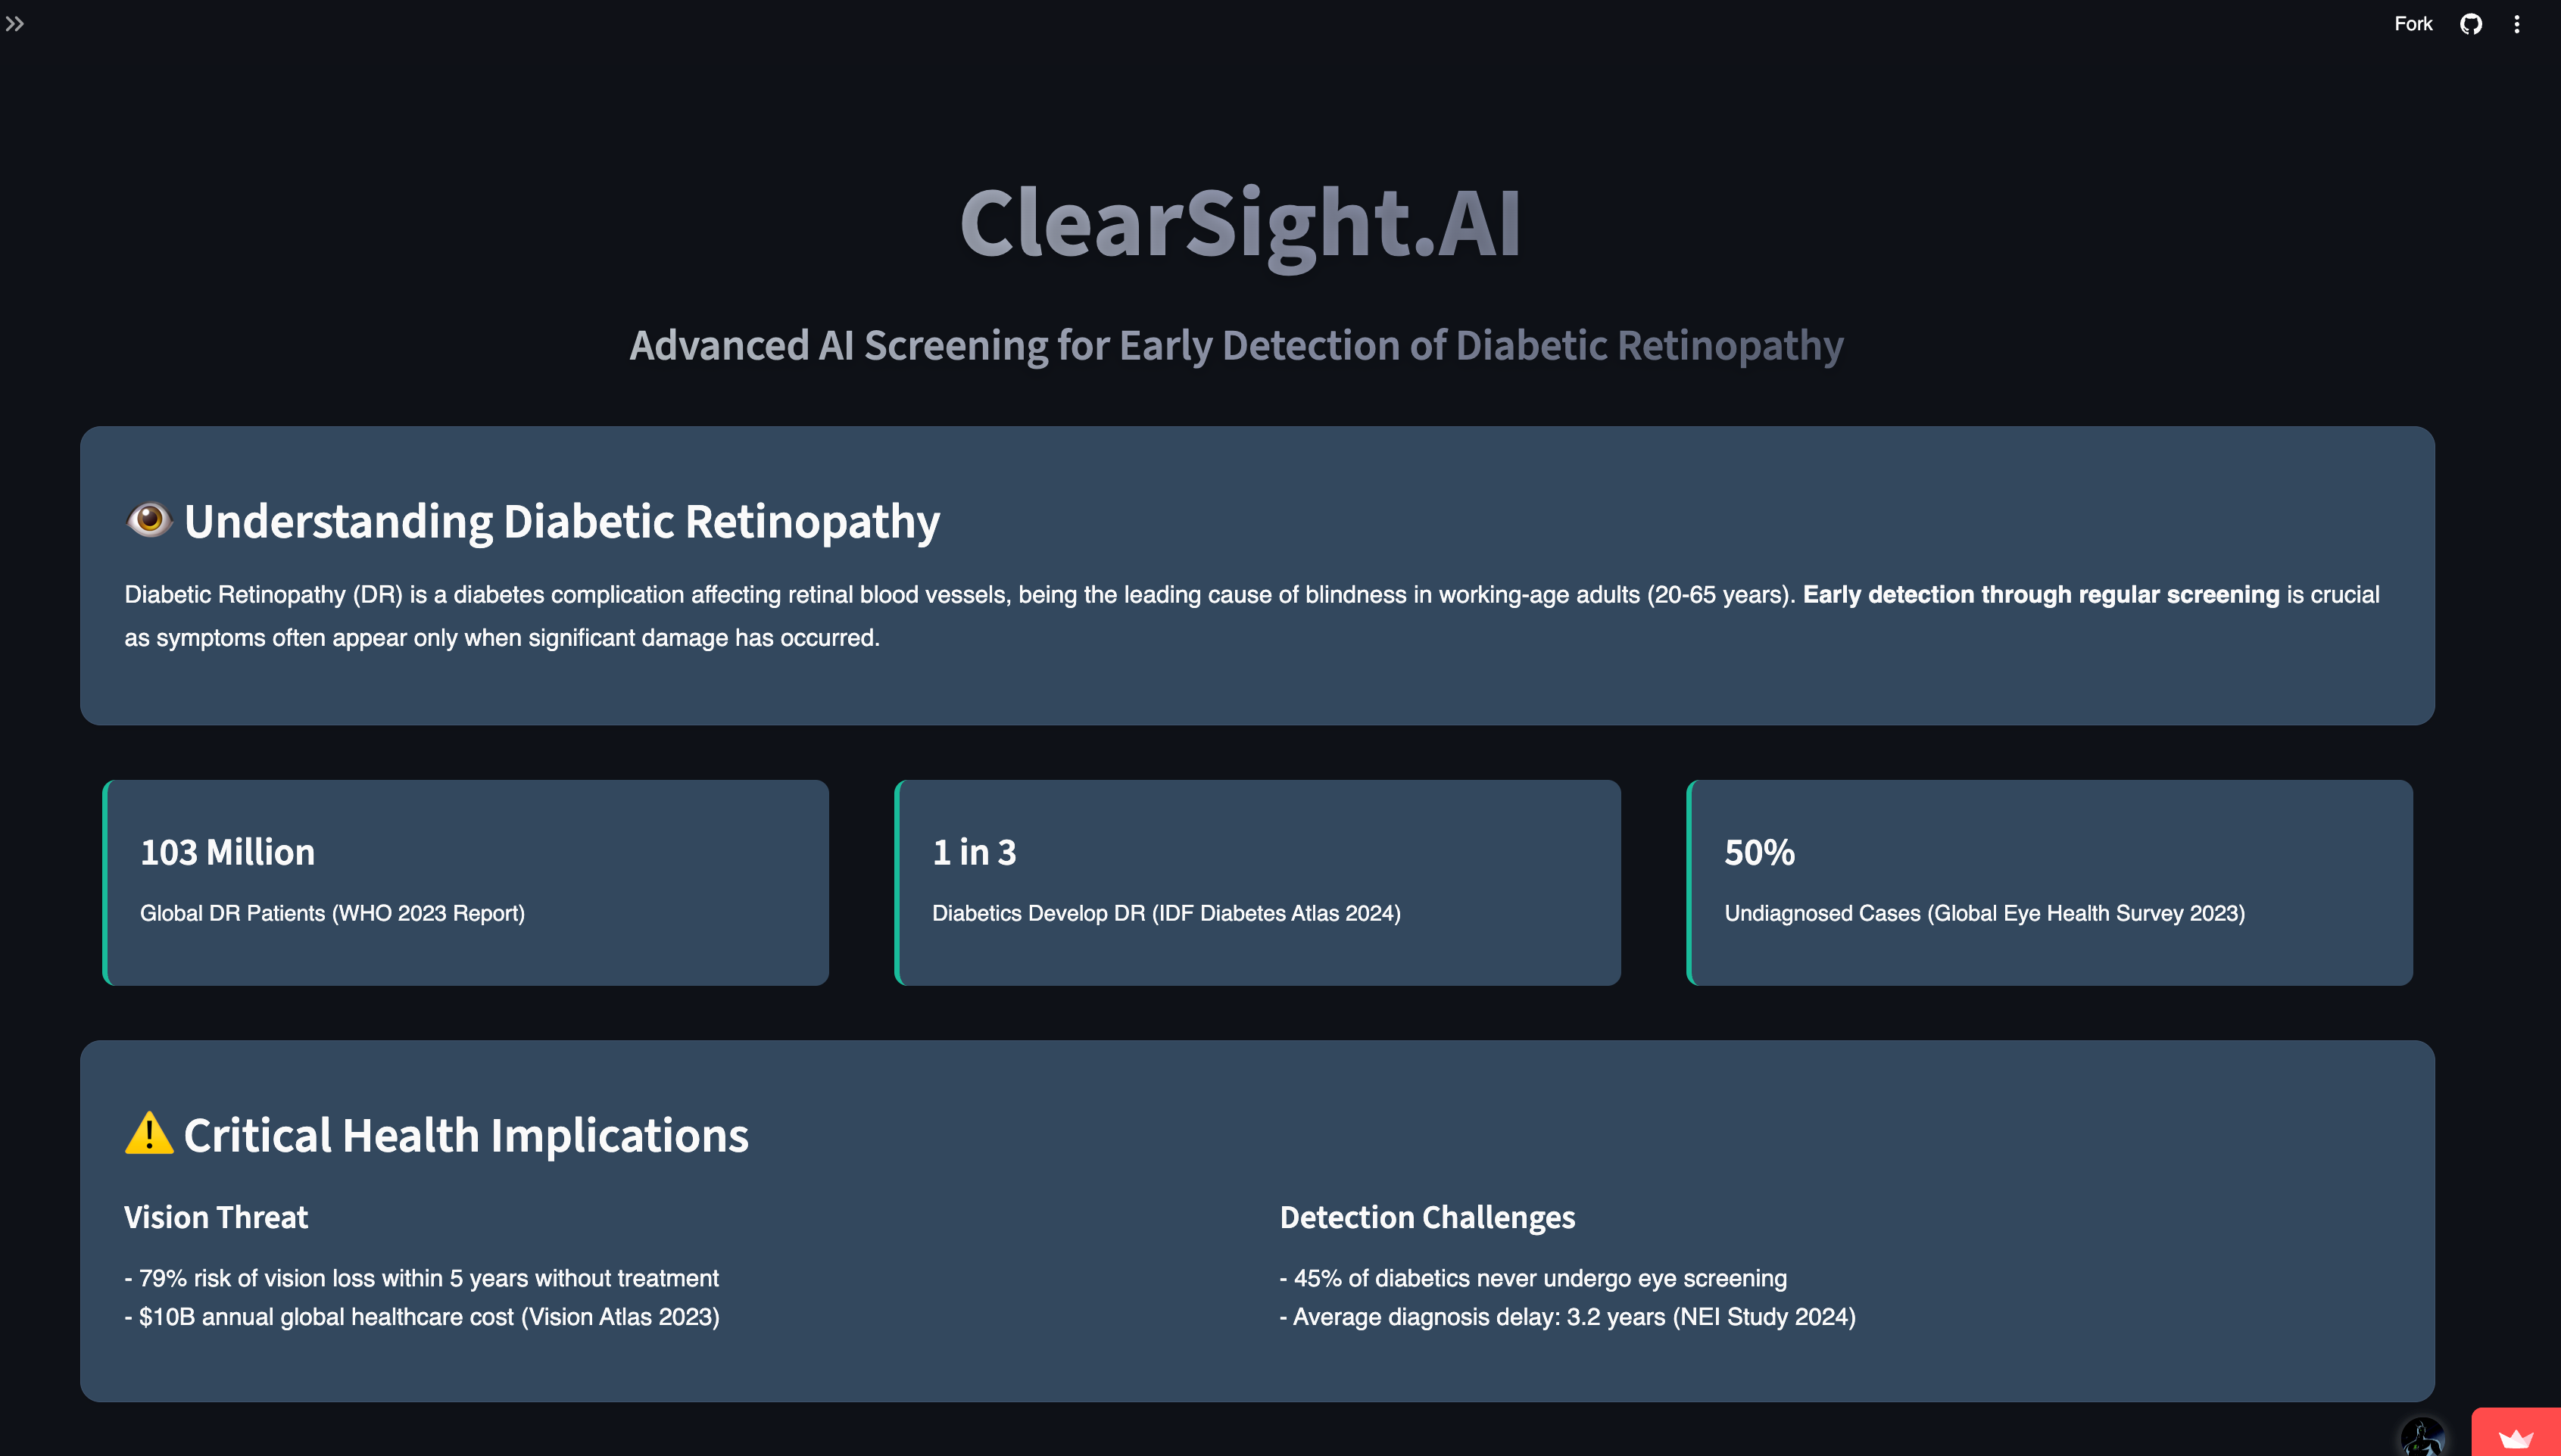 Fork
ClearSight.AI
Advanced AI Screening for Early Detection of Diabetic Retinopathy
Understanding Diabetic Retinopathy
Diabetic Retinopathy (DR) is a diabetes complication affecting retinal blood vessels, being the leading cause of blindness in working-age adults (20-65 years). Early detection through regular screening is crucial
as symptoms often appear only when significant damage has occurred.
103 Million
Global DR Patients (WHO 2023 Report)
1 in 3
Diabetics Develop DR (IDF Diabetes Atlas 2024)
50%
Undiagnosed Cases (Global Eye Health Survey 2023)
Critical Health Implications
Vision Threat
- 79% risk of vision loss within 5 years without treatment
- $10B annual global healthcare cost (Vision Atlas 2023)
Detection Challenges
- 45% of diabetics never undergo eye screening
- Average diagnosis delay: 3.2 years (NEI Study 2024)